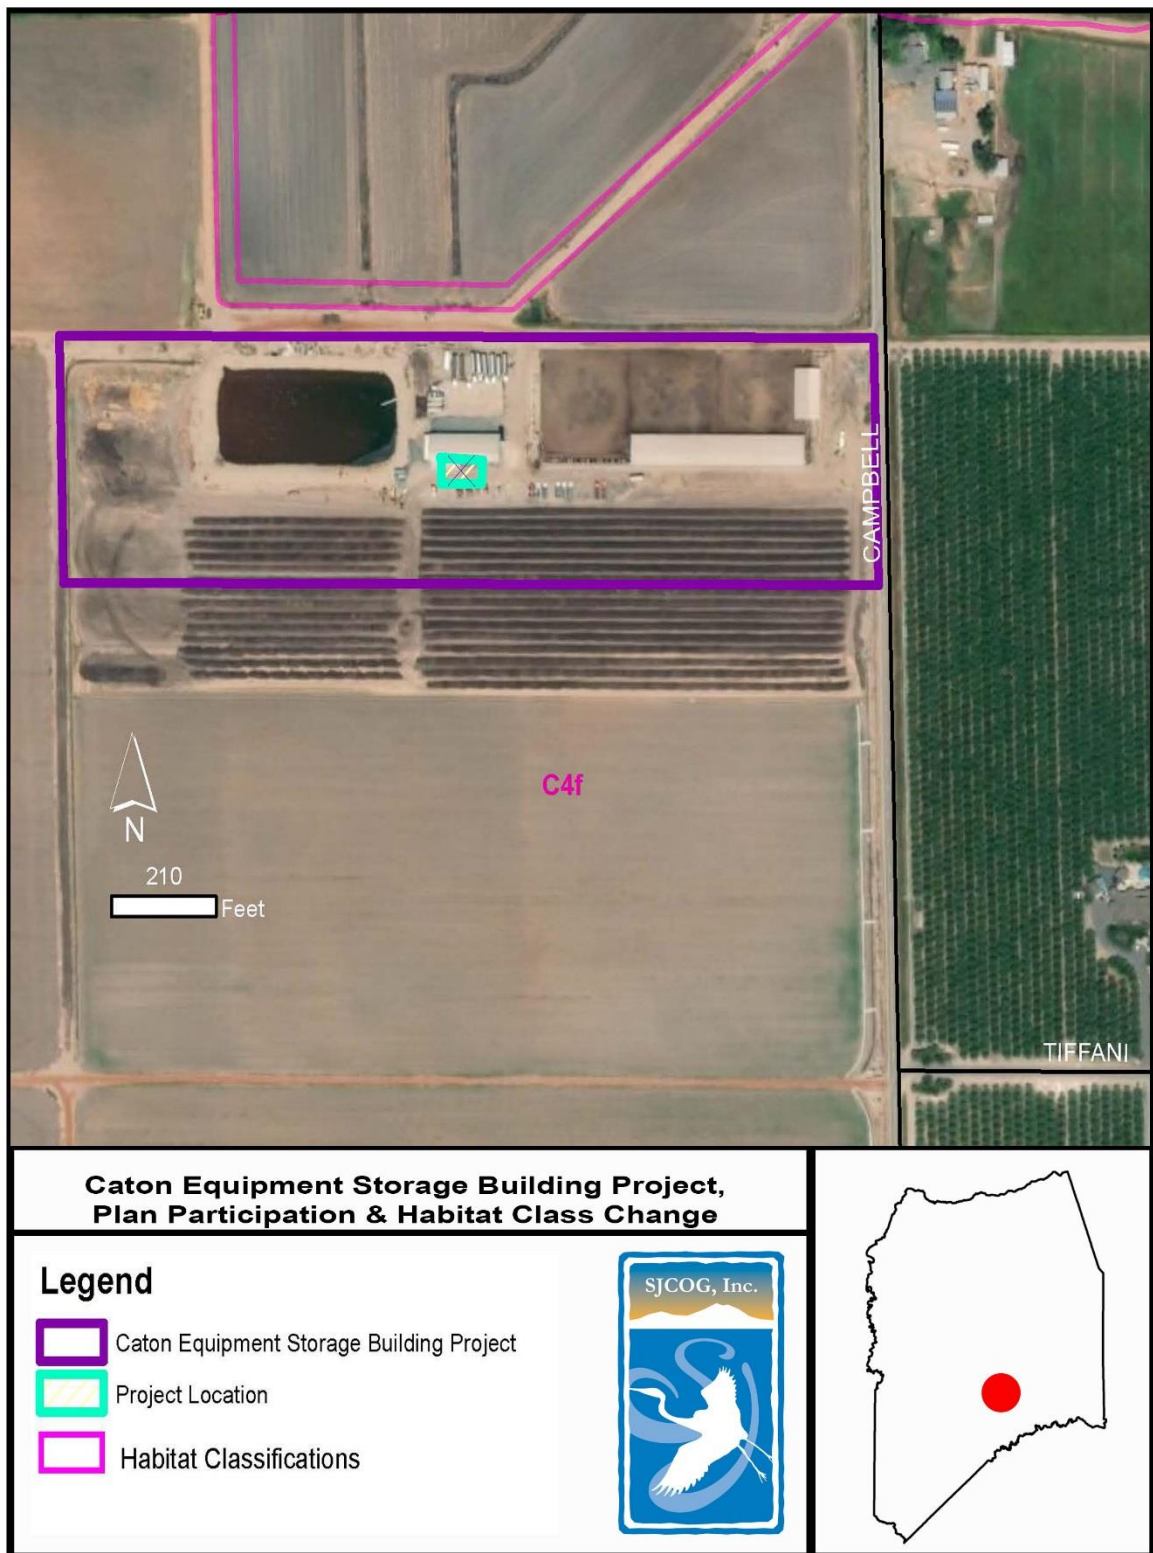 CAMPBELL
C4f
N
210
Feet
TIFFANI
Caton Equipment Storage Building Project,
Plan Participation & Habitat Class Change
Legend
Caton Equipment Storage Building Project
Project Location
Habitat Classifications
SJCOG, Inc.